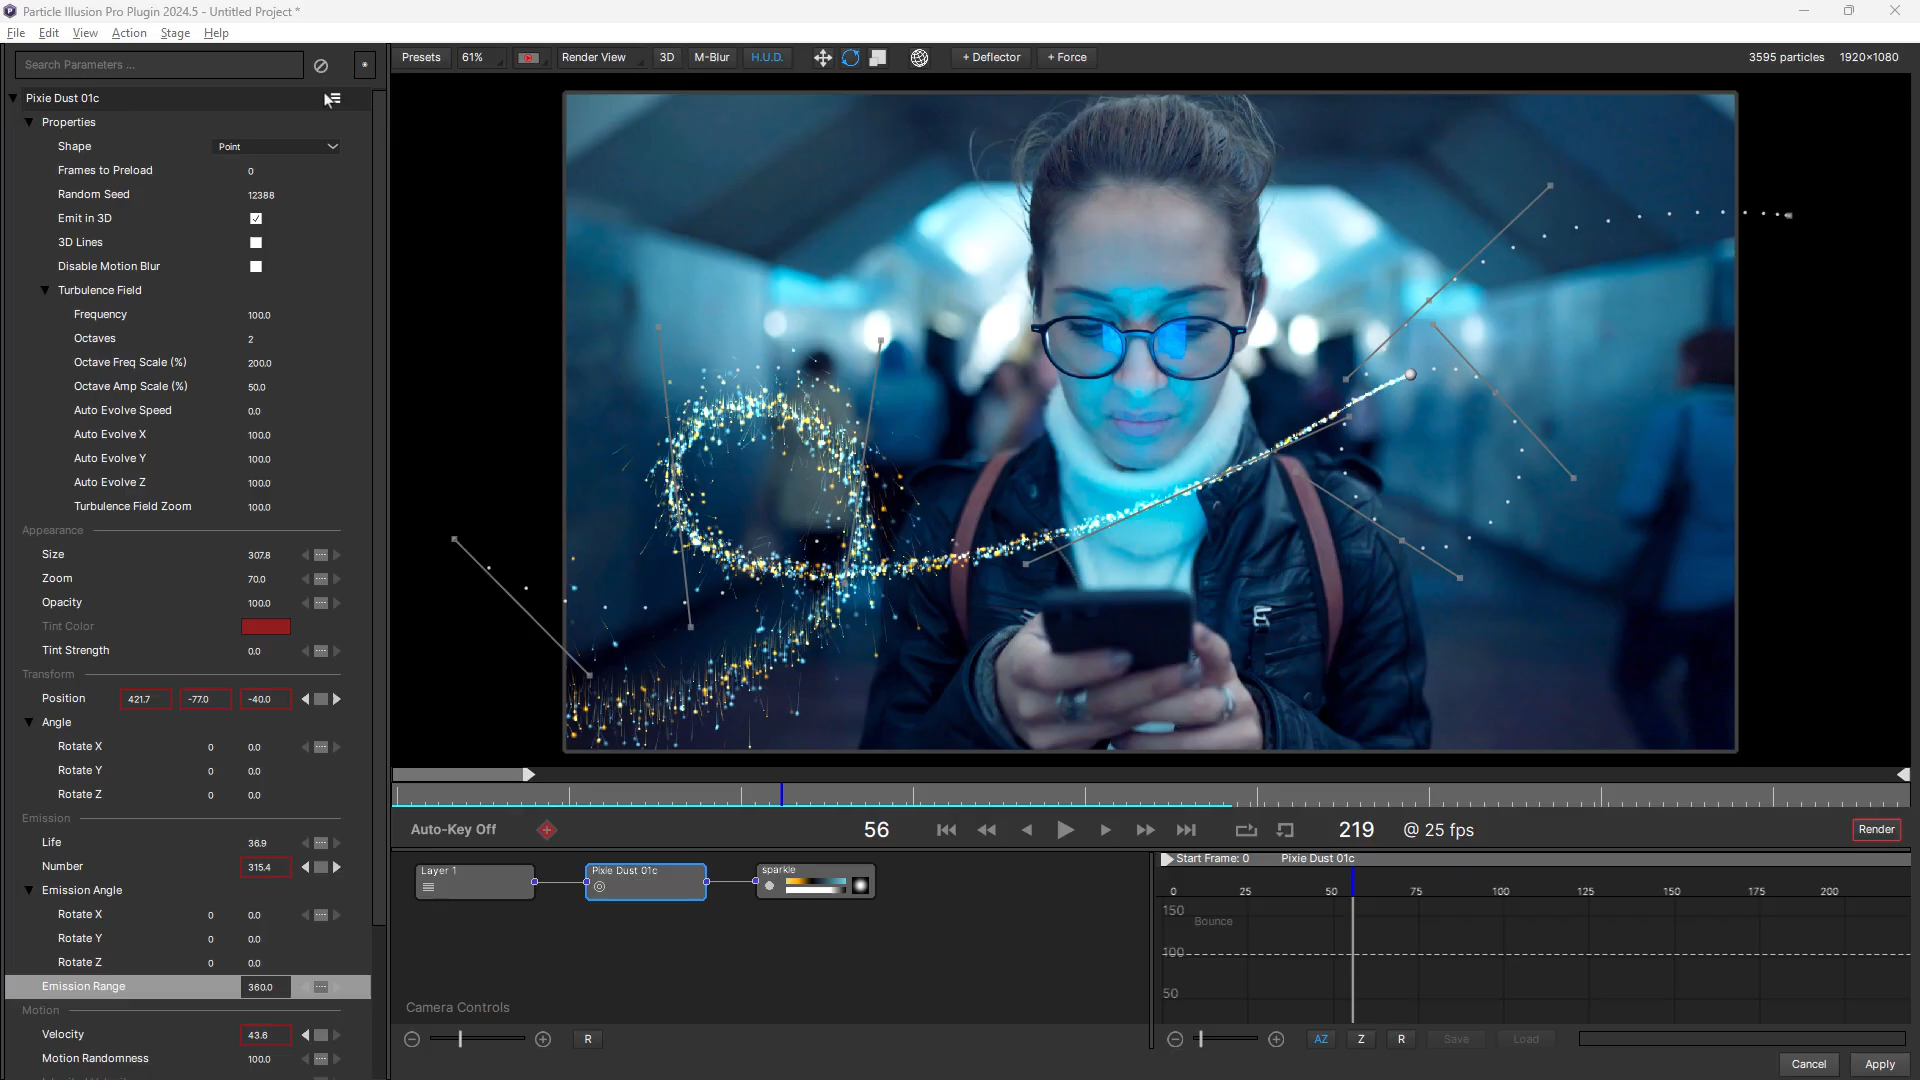 Particle Illusion Pro Plugin 2024.5 - Untitled Project *
File Edit View Action Stage Help
Search Parameters ...
*
Presets 61% Render View 3D M-Blur H.U.D. + Deflector + Force 3595 particles 1920×1080
Pixie Dust 01c
Properties
Shape Point
Frames to Preload 0
Random Seed 12388
Emit in 3D
3D Lines
Disable Motion Blur
Turbulence Field
Frequency 100.0
Octaves 2
Octave Freq Scale (%) 200.0
Octave Amp Scale (%) 50.0
Auto Evolve Speed 0.0
Auto Evolve X 100.0
Auto Evolve Y 100.0
Auto Evolve Z 100.0
Turbulence Field Zoom 100.0
Appearance
Size 307.8
Zoom 70.0
Opacity 100.0
Tint Color
Tint Strength 0.0
Transform
Position 421.7 -77.0 -40.0
Angle
Rotate X 0 0.0
Rotate Y 0 0.0
Rotate Z 0 0.0
Emission
Life 36.9
Number 315.4
Emission Angle
Rotate X 0 0.0
Rotate Y 0 0.0
Rotate Z 0 0.0
Emission Range 360.0
Motion
Velocity 43.6
Motion Randomness 100.0
Auto-Key Off 56 219 @ 25 fps Render
Layer 1 Pixie Dust 01c sparkle
Camera Controls
R
Start Frame: 0 Pixie Dust 01c
0 25 50 75 100 125 150 175 200
150
Bounce
100
50
AZ Z R Save Load
Cancel Apply